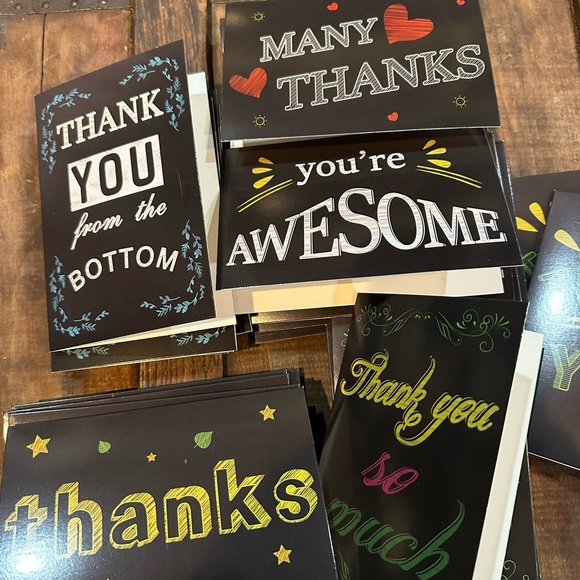 MANY
THANKS
THANK
YOU
from the
BOTTOM
you're
AWESOME
Thank you
so
much
thanks